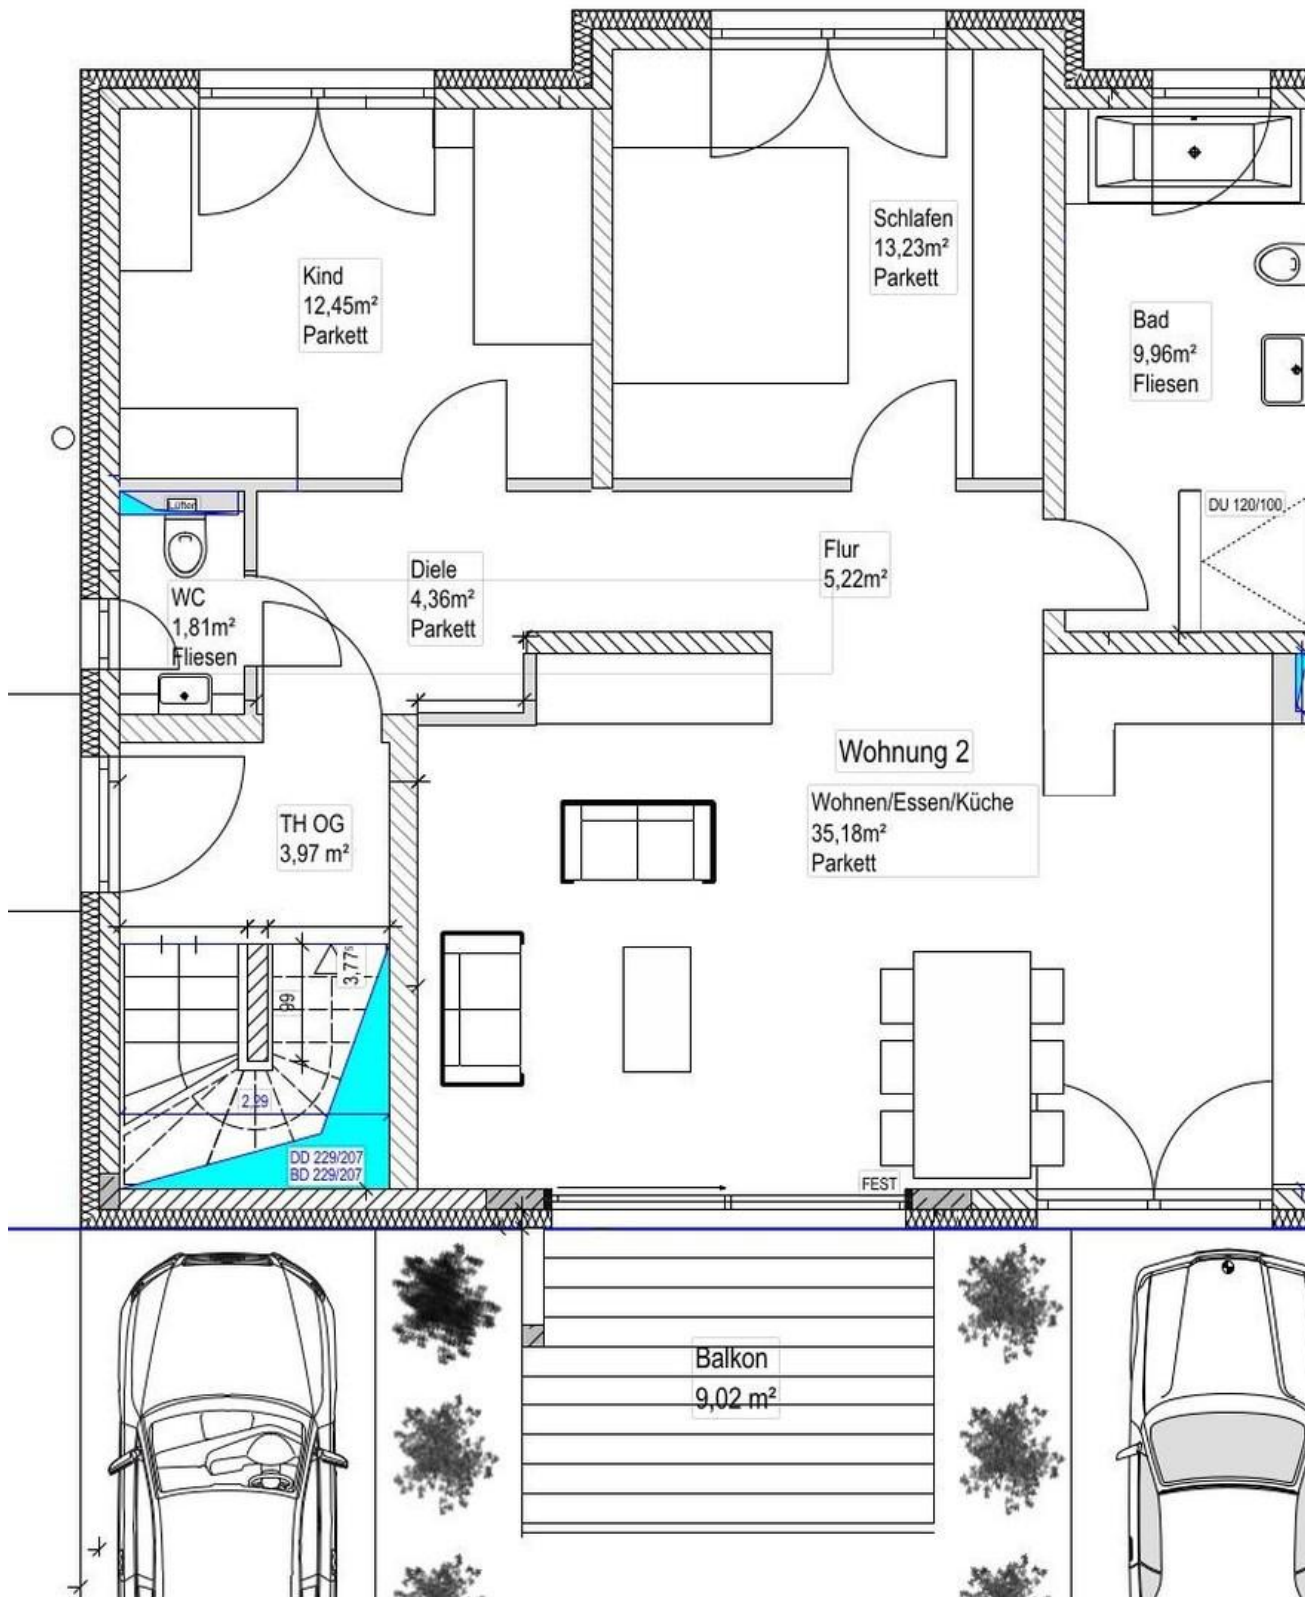 Schlafen
13,23m²
Parkett
Kind
12,45m²
Parkett
Bad
9,96m²
Fliesen
Lüfter
DU 120/100
Flur
5,22m²
Diele
4,36m²
Parkett
WC
1,81m²
Fliesen
Wohnung 2
Wohnen/Essen/Küche
35,18m²
Parkett
TH OG
3,97 m²
3,77⁵
99
2,29
DD 229/207
BD 229/207
FEST
Balkon
9,02 m²